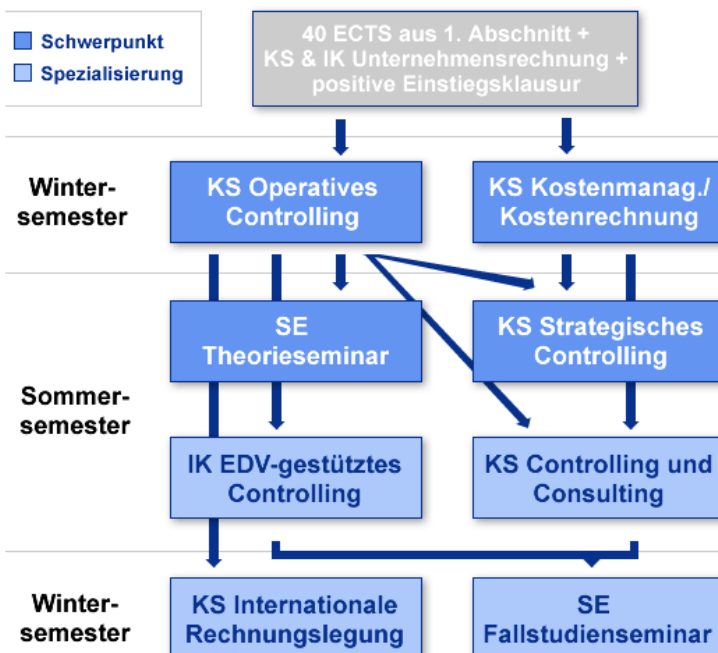 Schwerpunkt
Spezialisierung
40 ECTS aus 1. Abschnitt +
KS & IK Unternehmensrechnung +
positive Einstiegsklausur
Winter-
semester
KS Operatives
Controlling
KS Kostenmanag./
Kostenrechnung
Sommer-
semester
SE
Theorieseminar
KS Strategisches
Controlling
IK EDV-gestütztes
Controlling
KS Controlling und
Consulting
Winter-
semester
KS Internationale
Rechnungslegung
SE
Fallstudienseminar